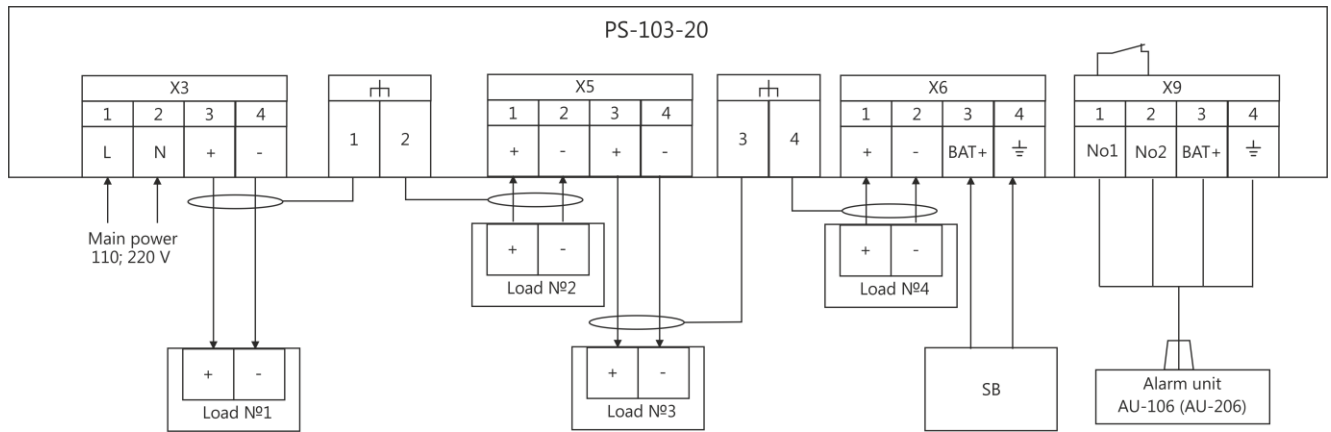 PS-103-20
X3
X5
X6
X9
1 2 3 4
1 2
1 2 3 4
3 4
1 2 3 4
1 2 3 4
L N + -
+ - + -
+ - BAT+
No1 No2 BAT+
Main power
110; 220 V
+ -
Load №2
+ -
Load №4
+ -
Load №1
+ -
Load №3
SB
Alarm unit
AU-106 (AU-206)